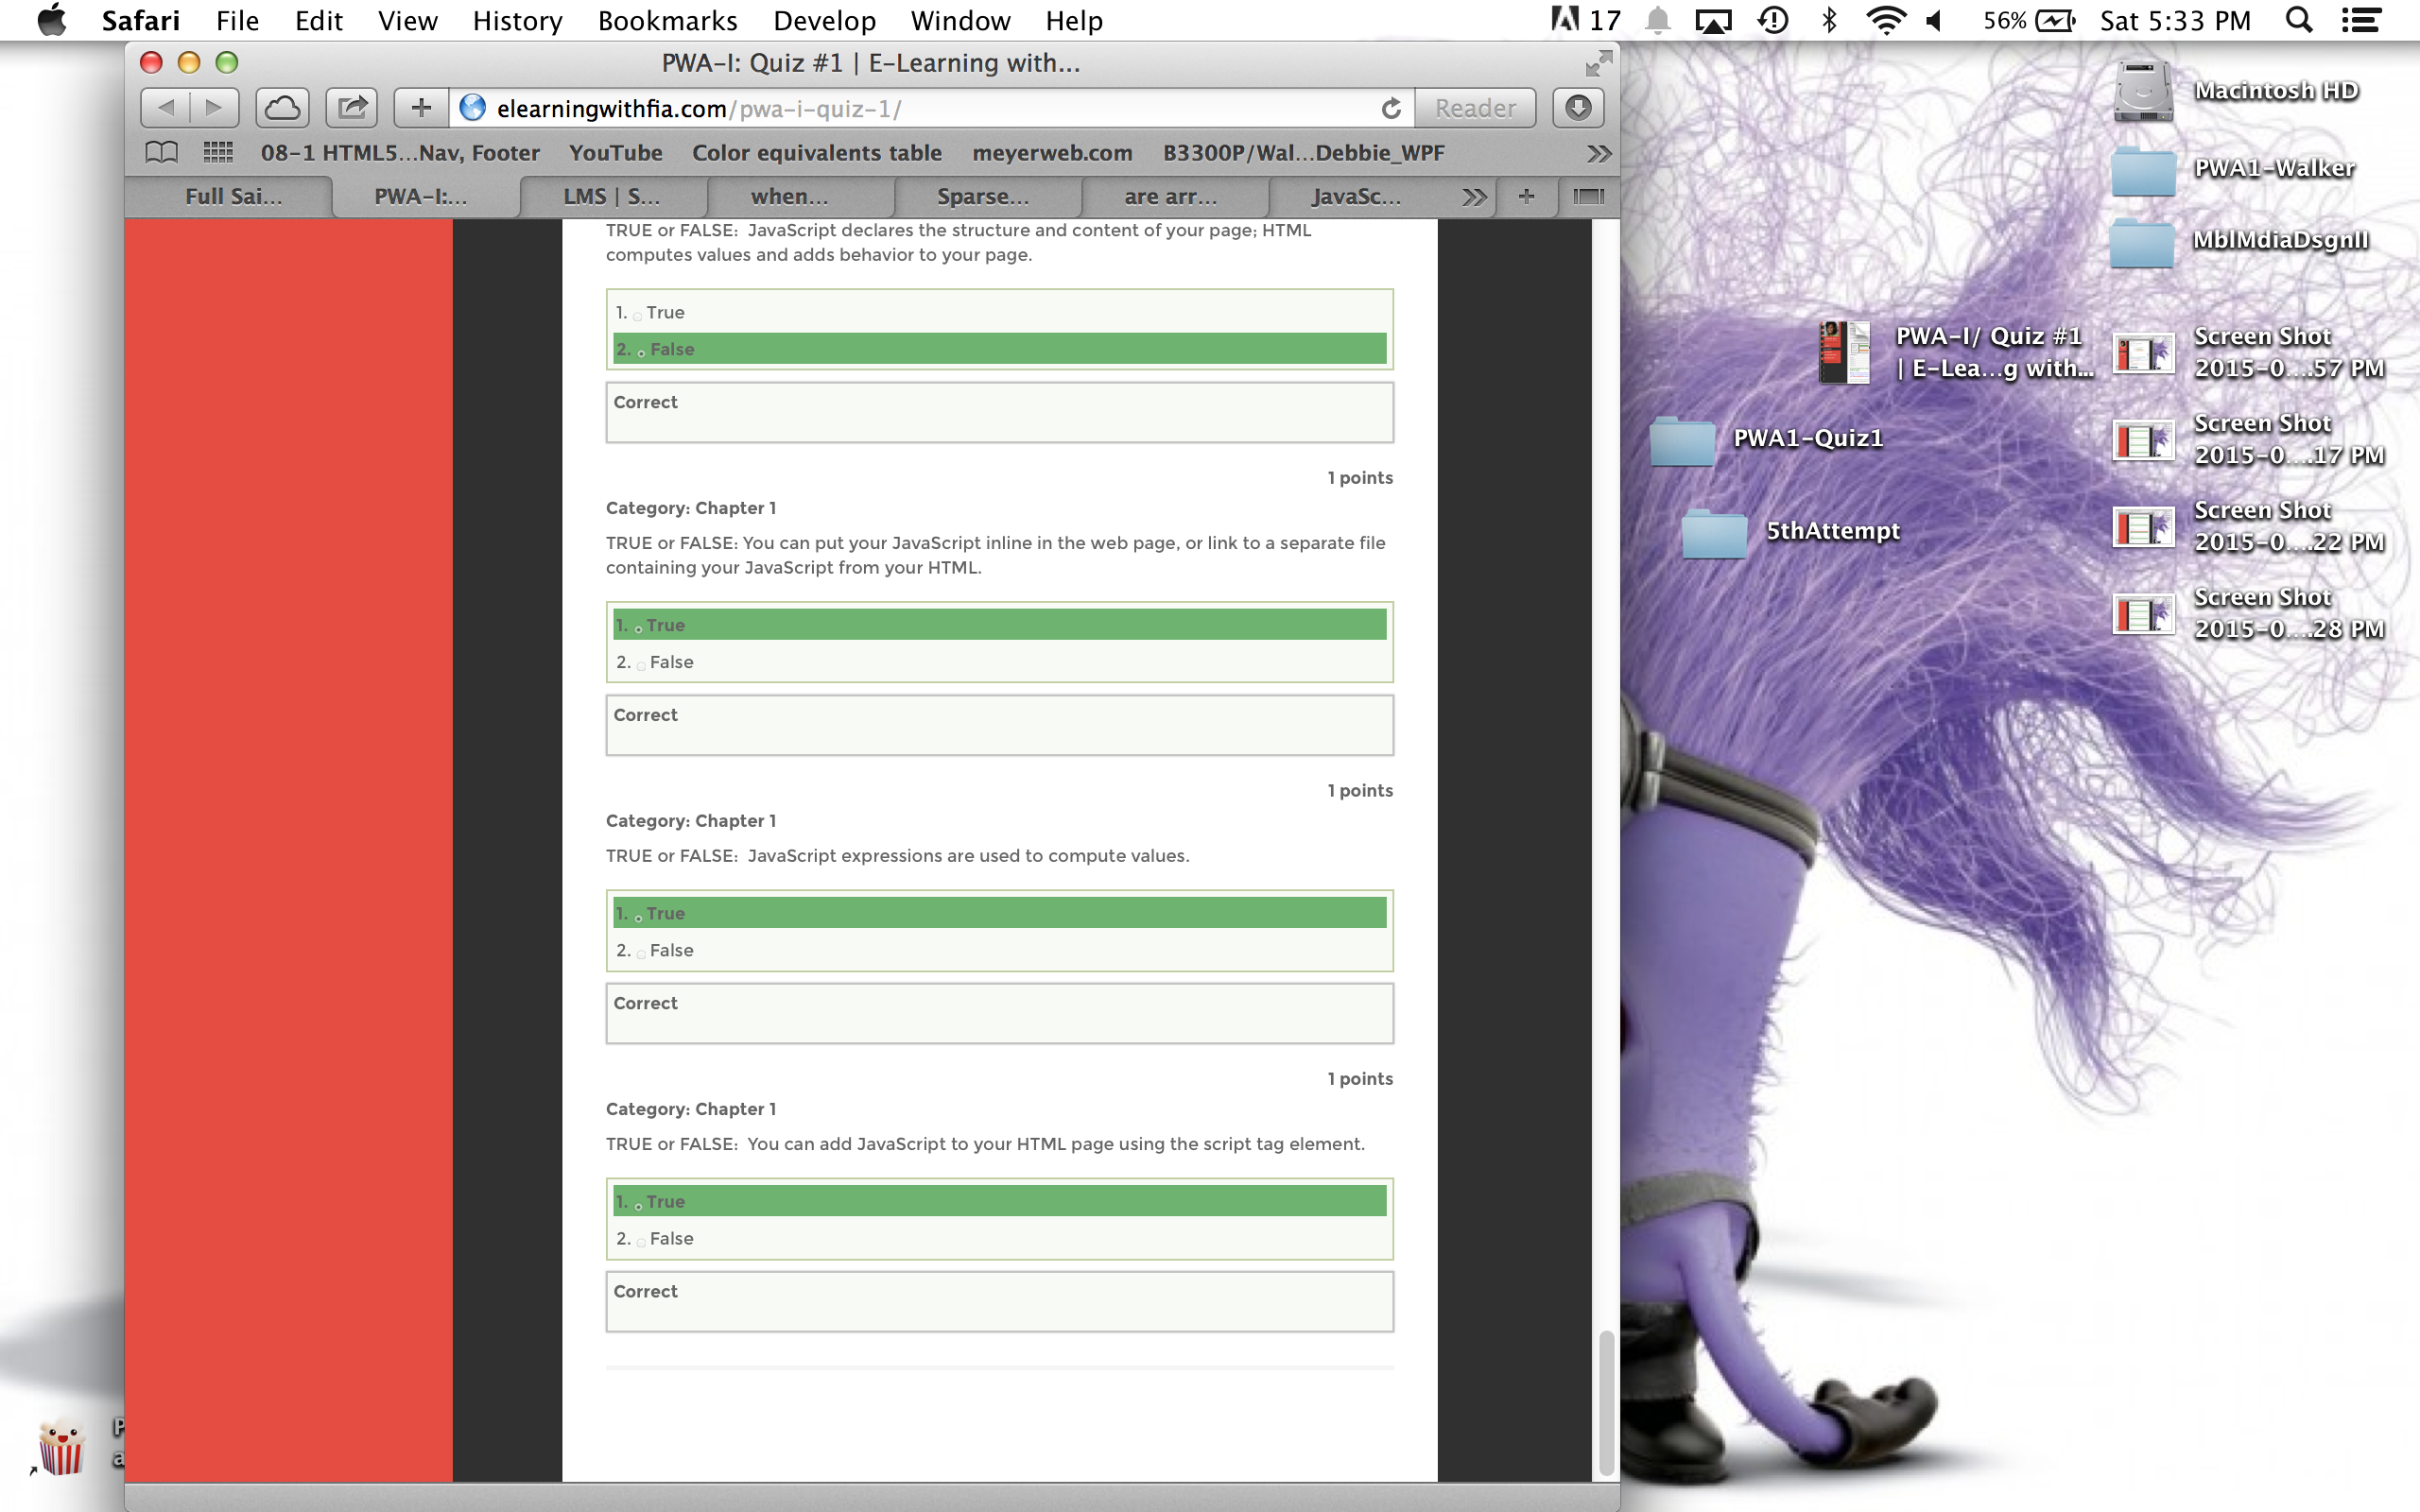 Safari File Edit View History Bookmarks Develop Window Help 17 56% Sat 5:33 PM
PWA-I: Quiz #1 | E-Learning with...
elearningwithfia.com/pwa-i-quiz-1/ Reader
08-1 HTML5...Nav, Footer YouTube Color equivalents table meyerweb.com B3300P/Wal...Debbie_WPF
Full Sai... PWA-I:... LMS | S... when... Sparse... are arr... JavaSc...
TRUE or FALSE: JavaScript declares the structure and content of your page; HTML
computes values and adds behavior to your page.
1. True
2. False
Correct
1 points
Category: Chapter 1
TRUE or FALSE: You can put your JavaScript inline in the web page, or link to a separate file
containing your JavaScript from your HTML.
1. True
2. False
Correct
1 points
Category: Chapter 1
TRUE or FALSE: JavaScript expressions are used to compute values.
1. True
2. False
Correct
1 points
Category: Chapter 1
TRUE or FALSE: You can add JavaScript to your HTML page using the script tag element.
1. True
2. False
Correct
Macintosh HD
PWA1-Walker
MblMdiaDsgnII
PWA-I/ Quiz #1
| E-Lea...g with...
Screen Shot
2015-0....57 PM
PWA1-Quiz1
Screen Shot
2015-0....17 PM
5thAttempt
Screen Shot
2015-0....22 PM
Screen Shot
2015-0....28 PM